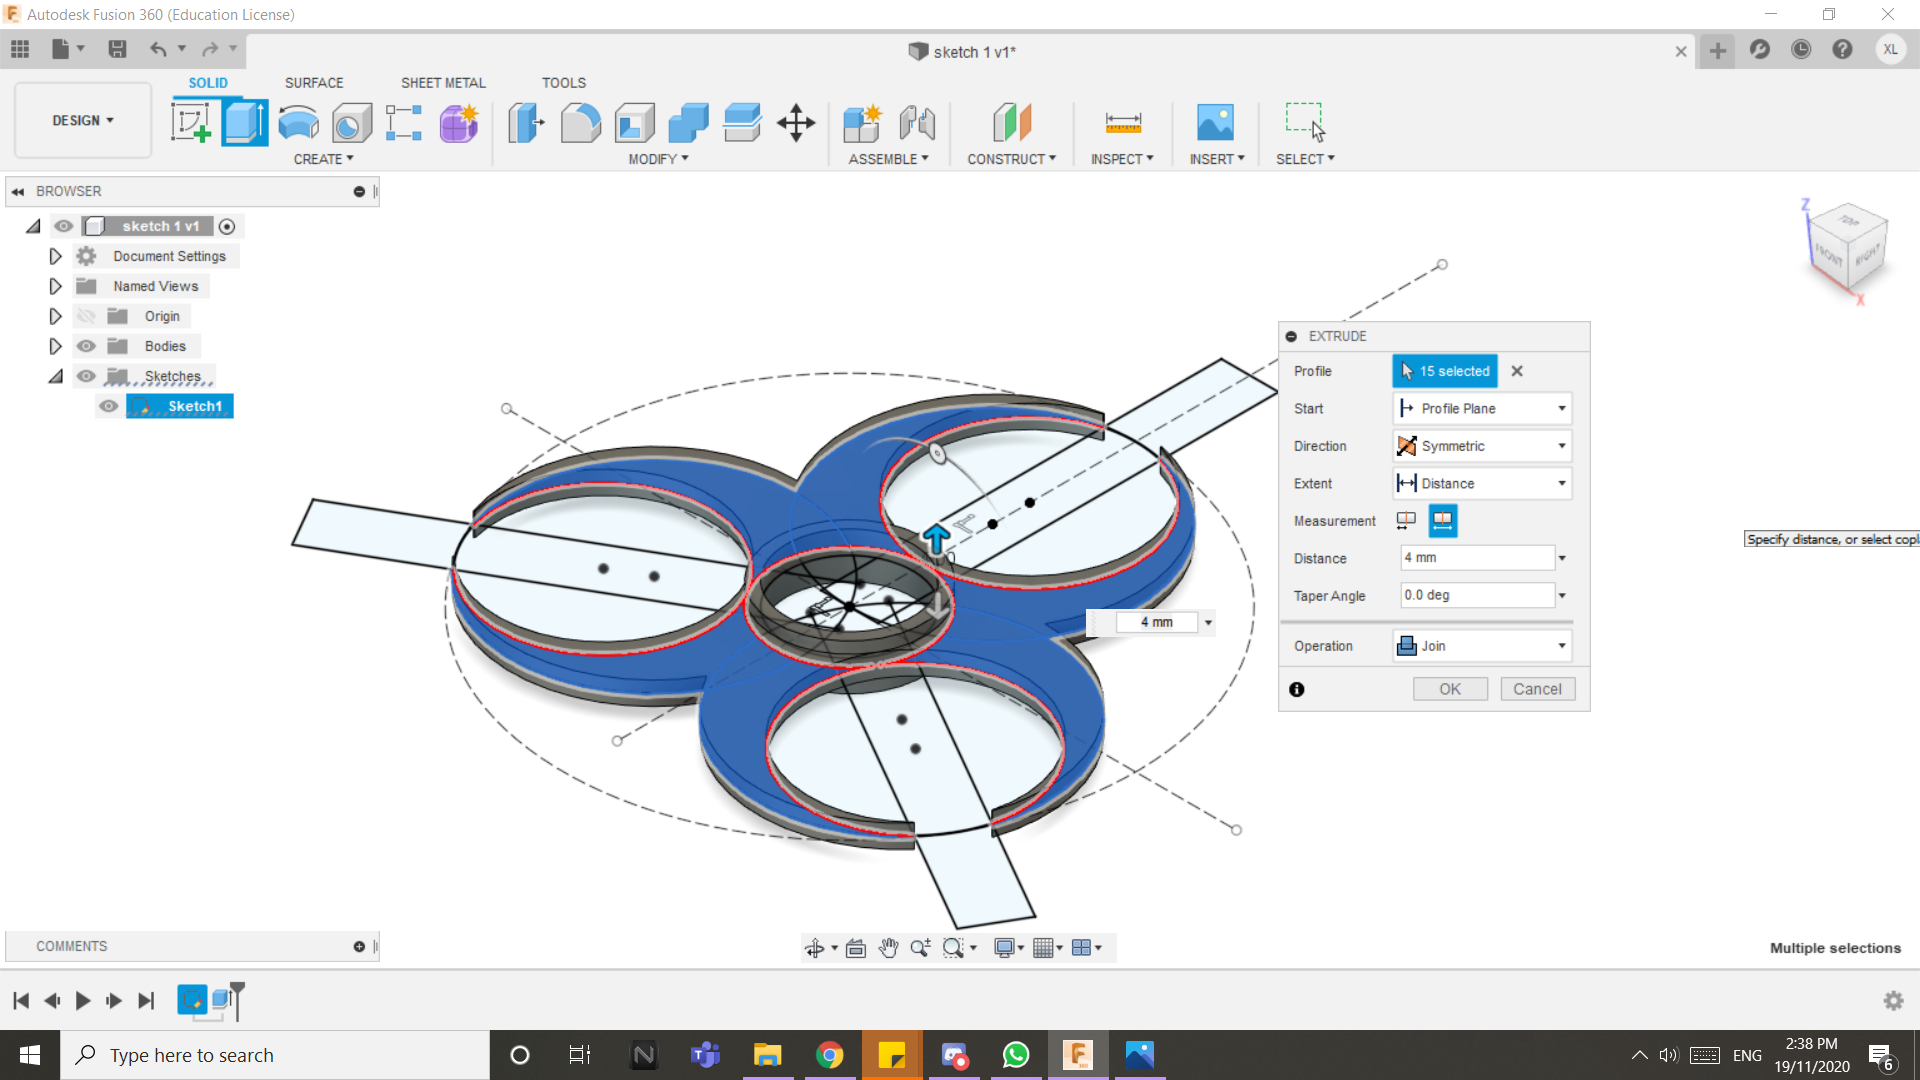 Autodesk Fusion 360 (Education License)
sketch 1 v1*
XL
SOLID
SURFACE
SHEET METAL
TOOLS
DESIGN
CREATE
MODIFY
ASSEMBLE
CONSTRUCT
INSPECT
INSERT
SELECT
BROWSER
sketch 1 v1
Document Settings
Named Views
Origin
Bodies
Sketches
Sketch1
Z
TOP
FRONT
RIGHT
X
EXTRUDE
Profile
15 selected
Start
Profile Plane
Direction
Symmetric
Extent
Distance
Measurement
Distance
4 mm
Taper Angle
0.0 deg
Operation
Join
OK
Cancel
4 mm
Specify distance, or select copl
COMMENTS
Multiple selections
Type here to search
ENG
2:38 PM
19/11/2020
6